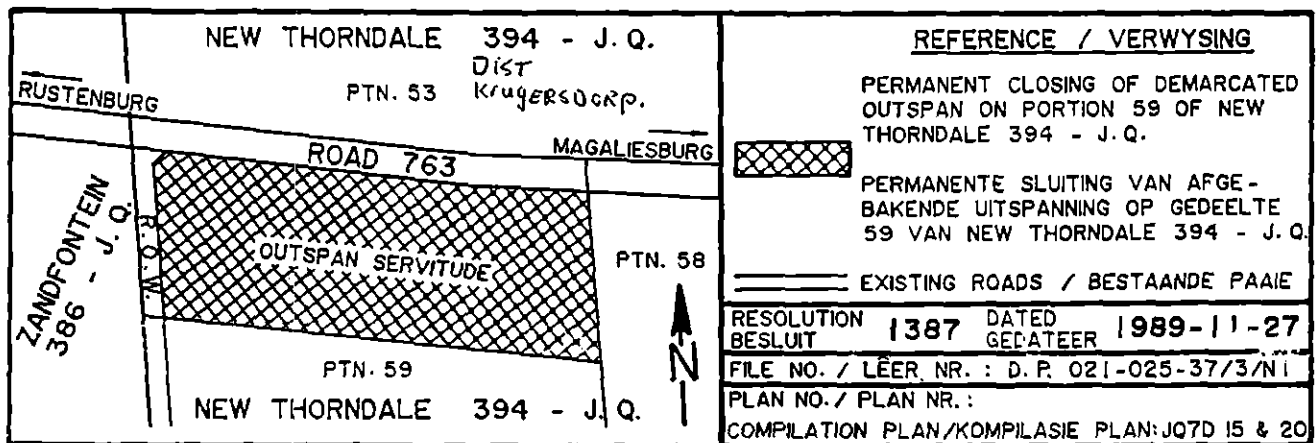 NEW THORNDALE 394 - J. Q.
DIST
KRUGERSDORP.
PTN. 53
RUSTENBURG
MAGALIESBURG
ROAD 763
ZANDFONTEIN
386 - J. Q.
R. O. W.
OUTSPAN SERVITUDE
PTN. 58
N
PTN. 59
NEW THORNDALE 394 - J. Q.
REFERENCE / VERWYSING
PERMANENT CLOSING OF DEMARCATED
OUTSPAN ON PORTION 59 OF NEW
THORNDALE 394 - J. Q.
PERMANENTE SLUITING VAN AFGE-
BAKENDE UITSPANNING OP GEDEELTE
59 VAN NEW THORNDALE 394 - J. Q.
EXISTING ROADS / BESTAANDE PAAIE
RESOLUTION 1387 DATED 1989-11-27
BESLUIT GEDATEER
FILE NO. / LÊER NR. : D. P. 021-025-37/3/N1
PLAN NO. / PLAN NR. :
COMPILATION PLAN/KOMPILASIE PLAN: JQ7D 15 & 20